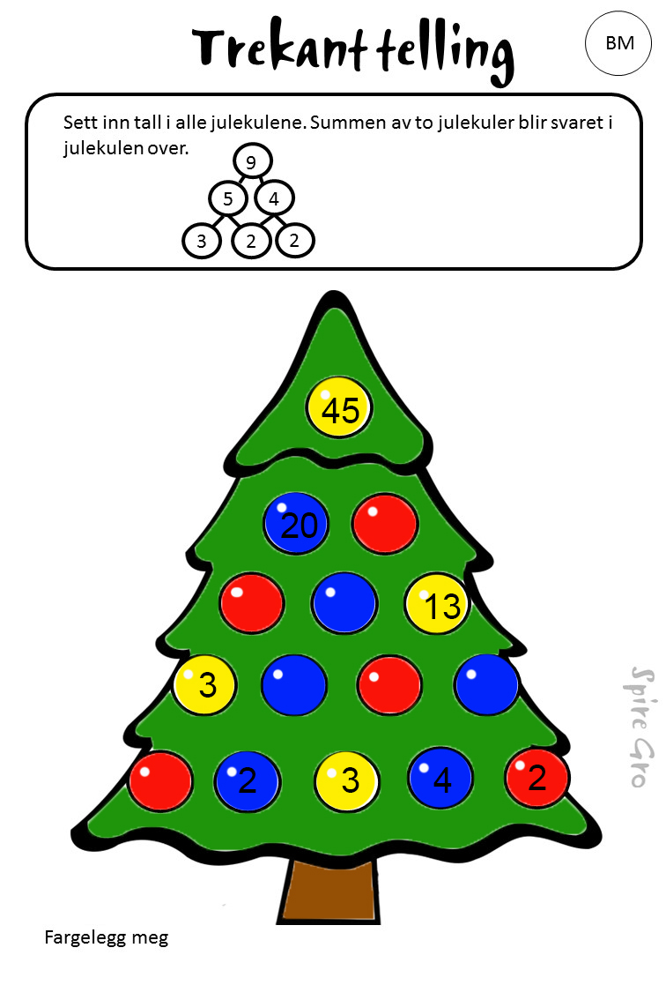 Trekant telling
BM
Sett inn tall i alle julekulene. Summen av to julekuler blir svaret i
julekulen over.
9
5 4
3 2 2
45
20
13
3
2 3 4 2
Spire Gro
Fargelegg meg